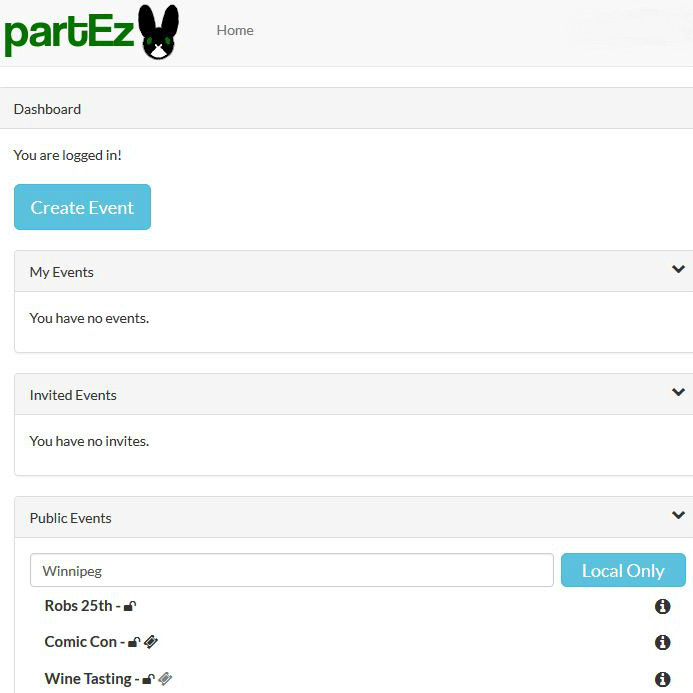 partEz
Home
Dashboard
You are logged in!
Create Event
My Events
You have no events.
Invited Events
You have no invites.
Public Events
Winnipeg
Local Only
Robs 25th -
Comic Con -
Wine Tasting -